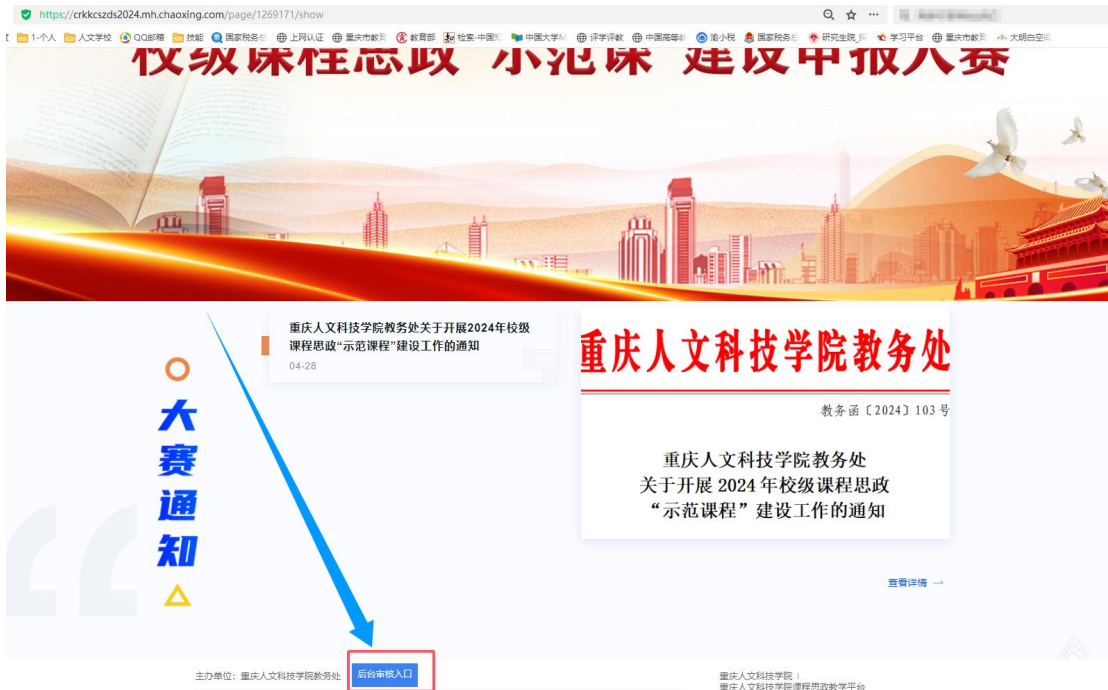 https://crkkcszds2024.mh.chaoxing.com/page/1269171/show
1-个人 人文学校 QQ邮箱 技能 国家税务 上网认证 重庆市教 教育部 检索-中国 中国大学M 评学评教 中国高等 渝小税 国家税务 研究生院 学习平台 重庆市教 大明白空间
校级课程思政“示范课”建设申报大赛
重庆人文科技学院教务处关于开展2024年校级
课程思政“示范课程”建设工作的通知
04-28
大赛通知
重庆人文科技学院教务处
教务函〔2024〕103号
重庆人文科技学院教务处
关于开展 2024 年校级课程思政
“示范课程”建设工作的通知
查看详情
主办单位：重庆人文科技学院教务处
后台审核入口
重庆人文科技学院 |
重庆人文科技学院课程思政教学平台